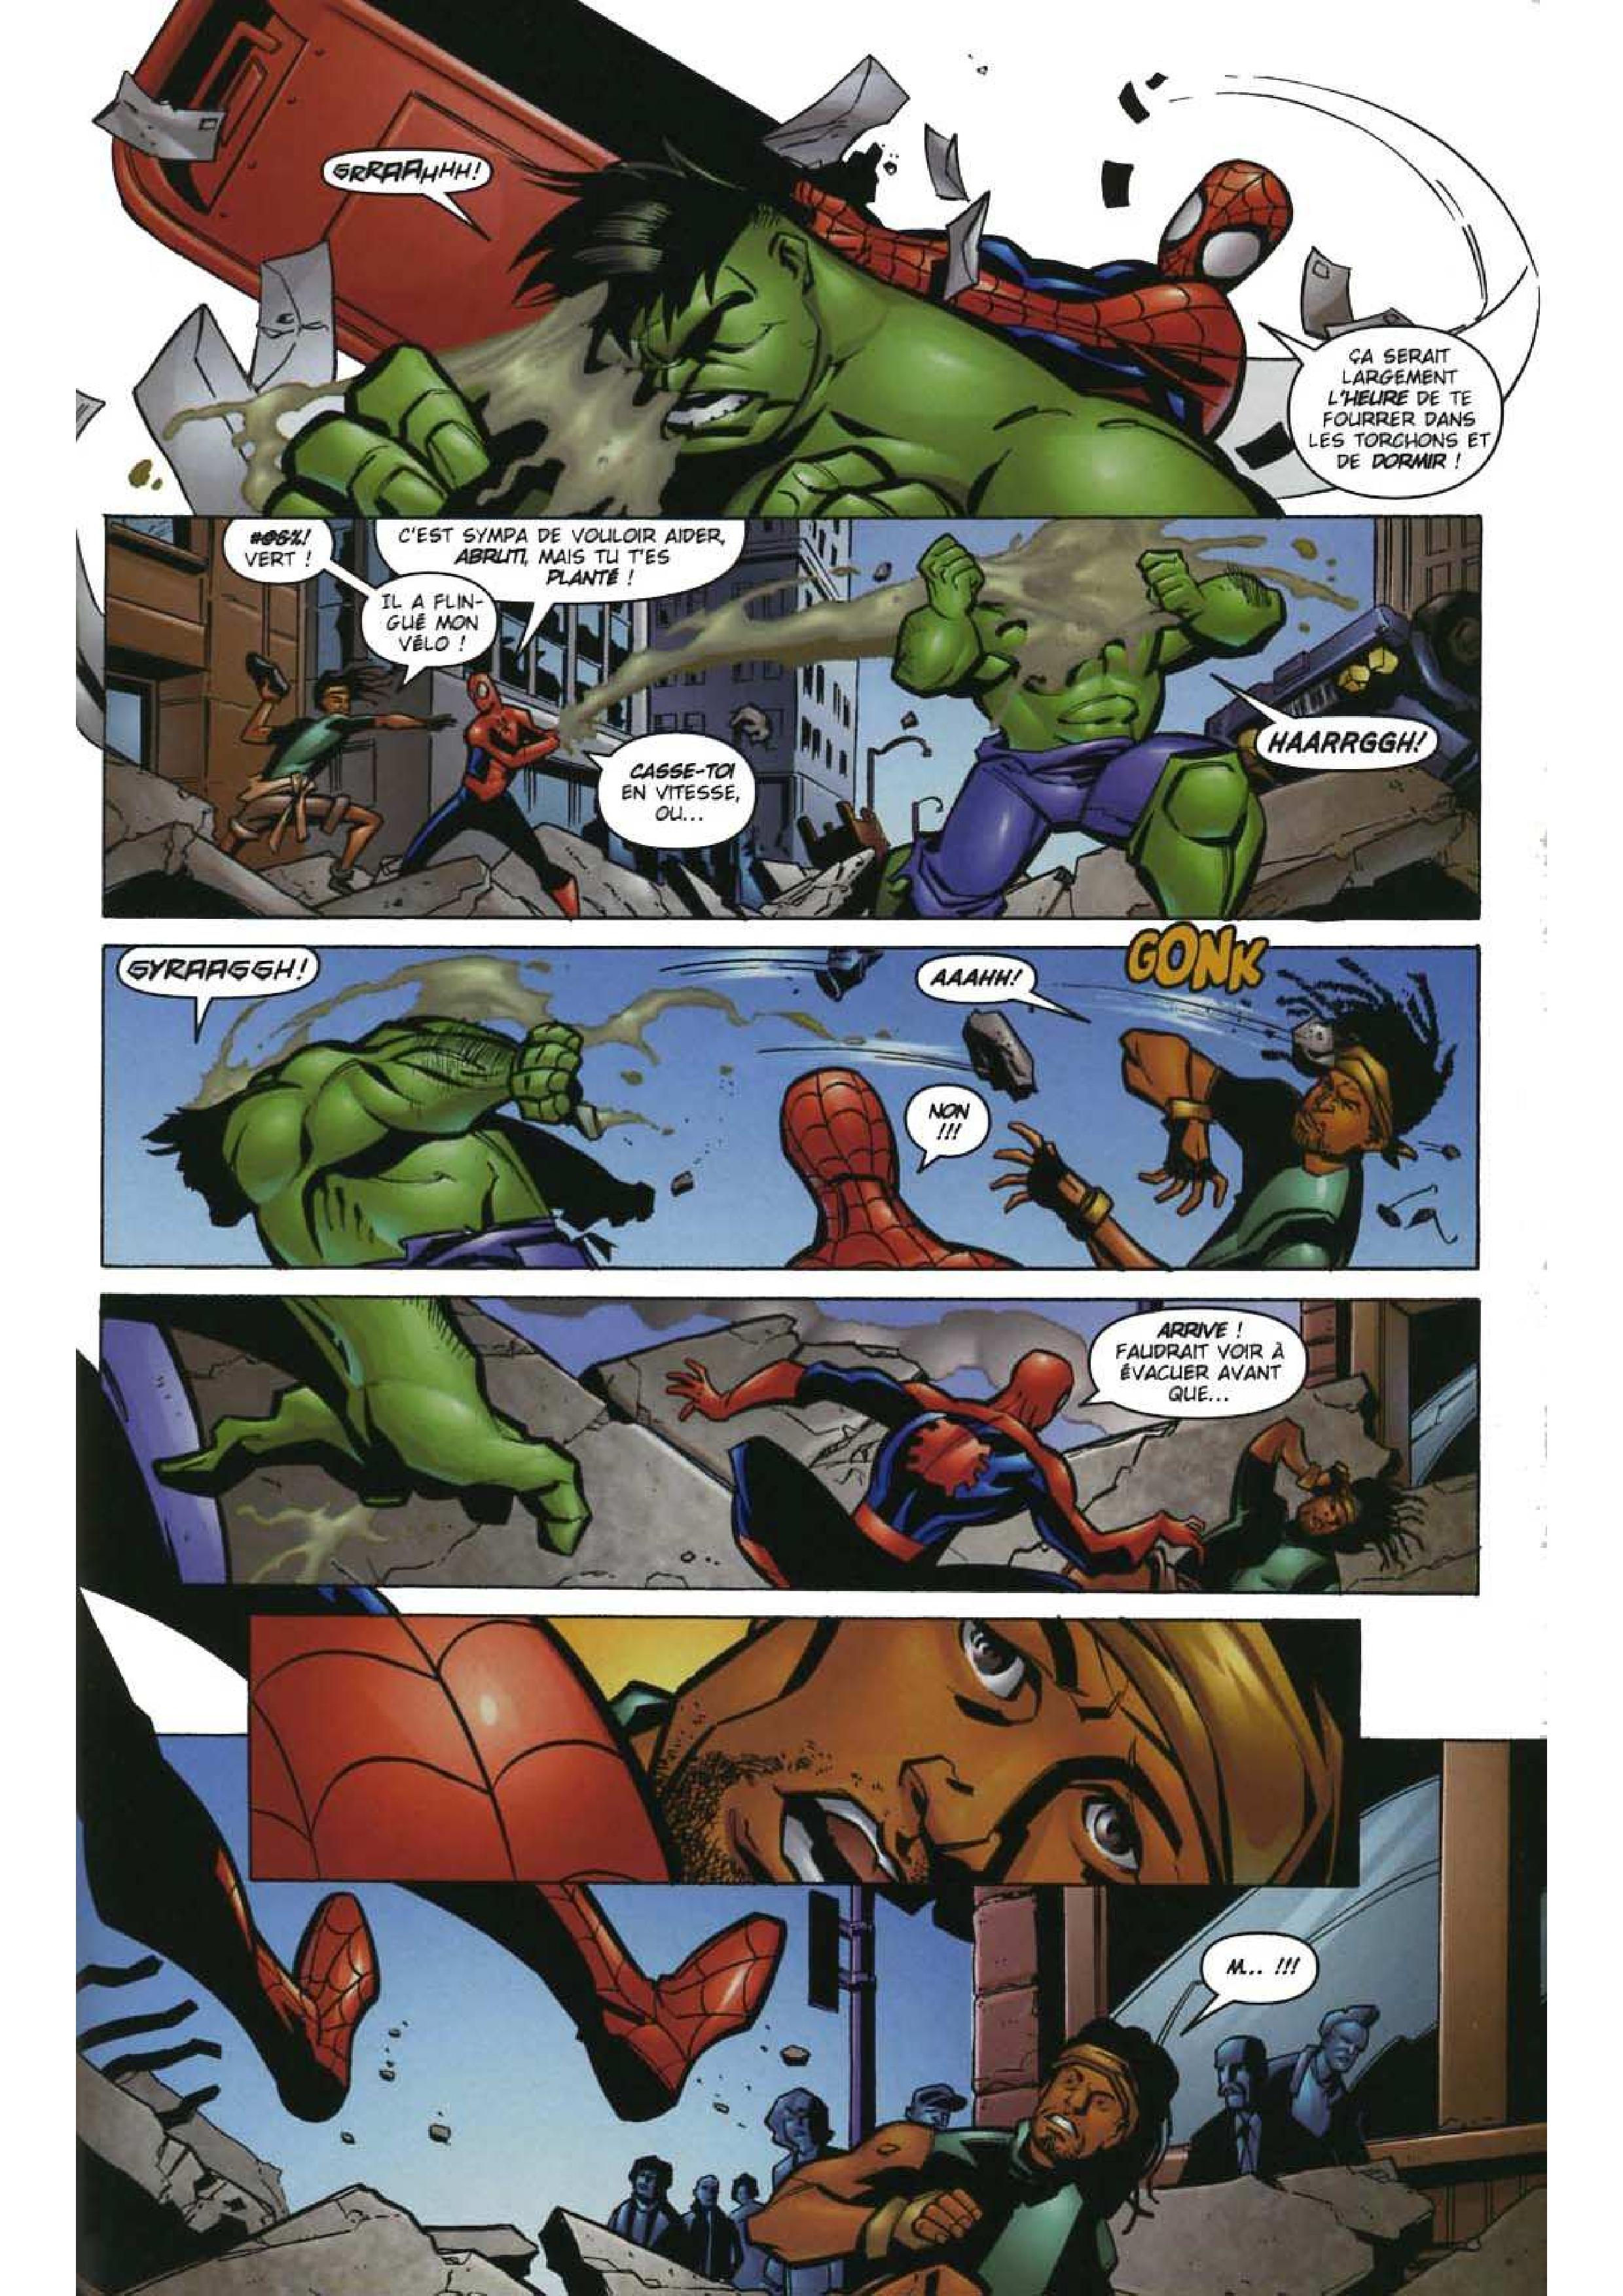 GRRAAHHH!
ÇA SERAIT
LARGEMENT
L'HEURE DE TE
FOURRER DANS
LES TORCHONS ET
DE DORMIR !
#@&%!
VERT !
IL A FLIN-
GUÉ MON
VÉLO !
C'EST SYMPA DE VOULOIR AIDER,
ABRUTI, MAIS TU T'ES
PLANTÉ !
CASSE-TOI
EN VITESSE,
OU...
HAARRGGH!
GYRAAGGH!
AAAHH!
GONK
NON
!!!
ARRIVE !
FAUDRAIT VOIR À
ÉVACUER AVANT
QUE...
M... !!!